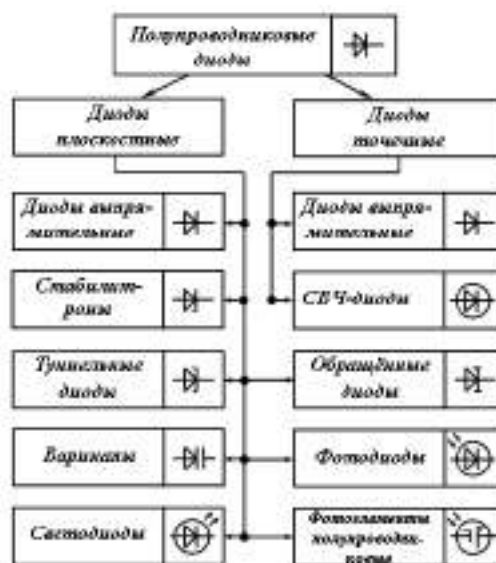 Полупроводниковые
диоды
Диоды
плоскостные
Диоды
точечные
Диоды выпря-
мительные
Диоды выпря-
мительные
Стабилит-
роны
СВЧ-диоды
Туннельные
диоды
Обращённые
диоды
Варикапы
Фотодиоды
Светодиоды
Фотоэлементы
полупроводни-
ковые